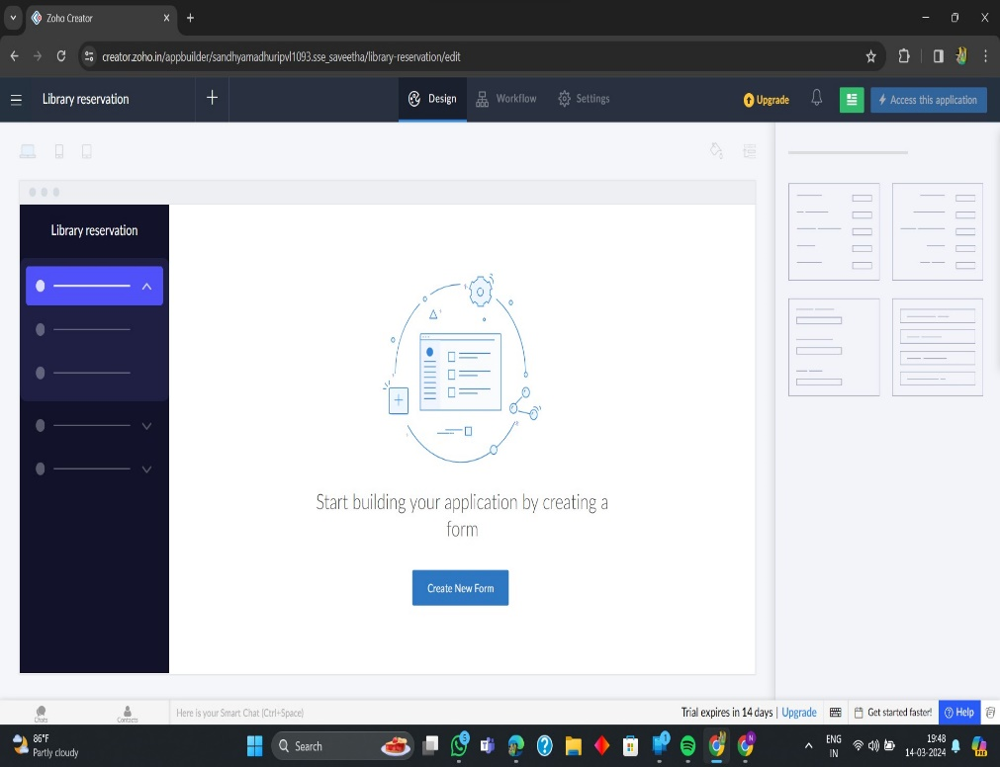 Zoho Creator
creator.zoho.in/appbuilder/sandhyamadhuripvl1093.sse_saveetha/library-reservation/edit
Library reservation
Design
Workflow
Settings
Upgrade
Access this application
Library reservation
Start building your application by creating a
form
Create New Form
Chats
Contacts
Here is your Smart Chat (Ctrl+Space)
Trial expires in 14 days | Upgrade
Get started faster!
Help
86°F
Partly cloudy
Search
ENG
IN
19:48
14-03-2024